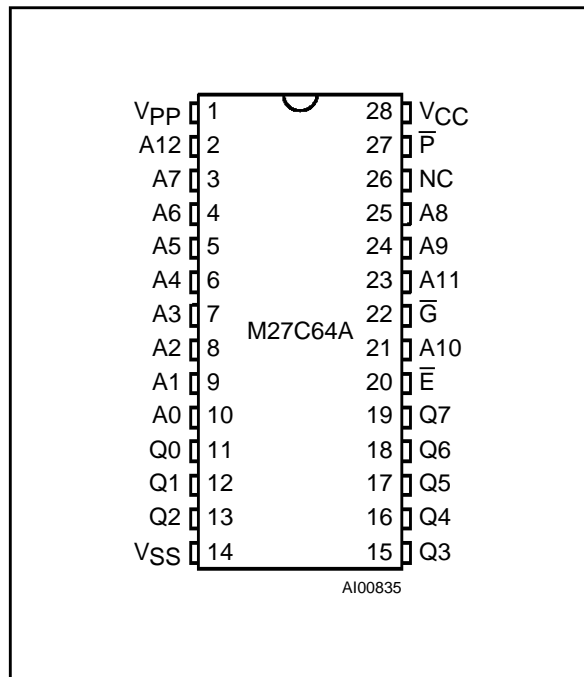 VPP 1 28 VCC
A12 2 27 P̅
A7 3 26 NC
A6 4 25 A8
A5 5 24 A9
A4 6 23 A11
A3 7 22 G̅
M27C64A
A2 8 21 A10
A1 9 20 E̅
A0 10 19 Q7
Q0 11 18 Q6
Q1 12 17 Q5
Q2 13 16 Q4
VSS 14 15 Q3
AI00835